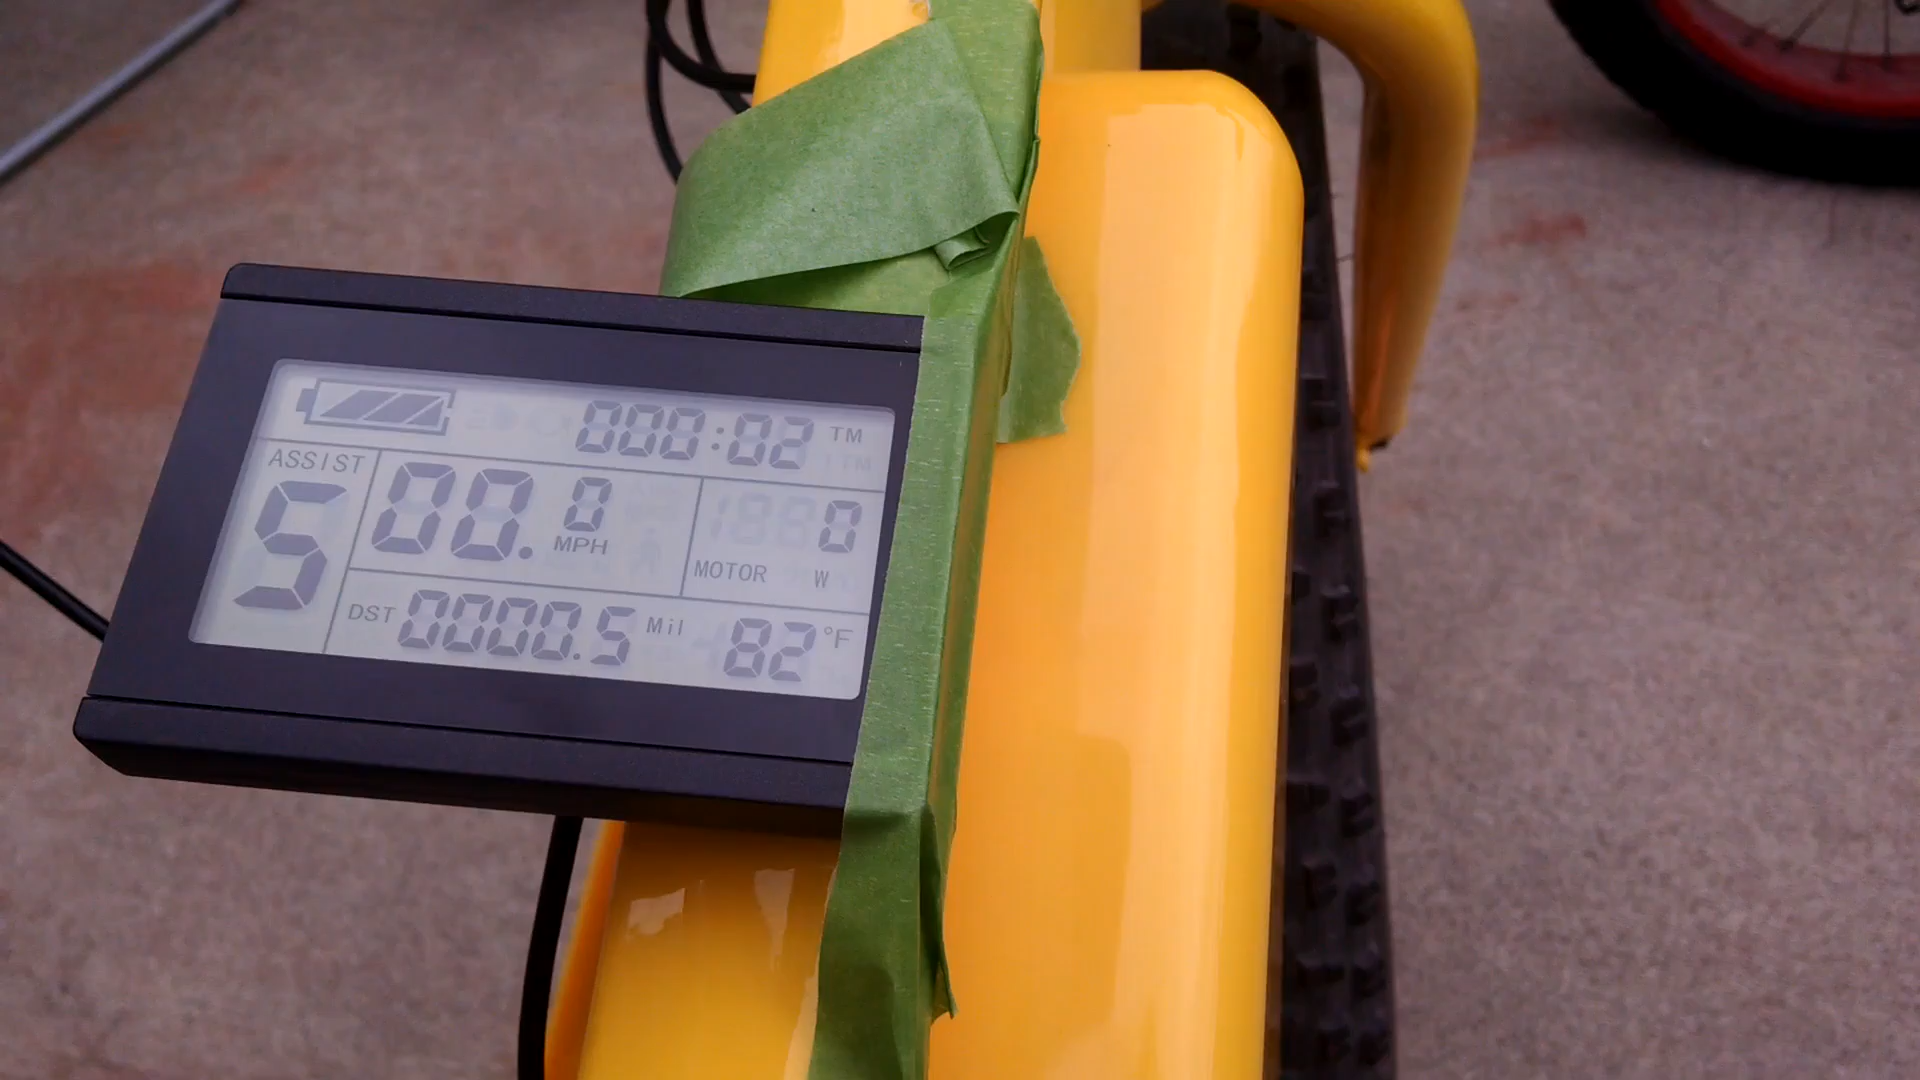 000:02 TM
ASSIST
5
00.0
MPH
0
MOTOR W
DST 0000.5 Mil 82 °F